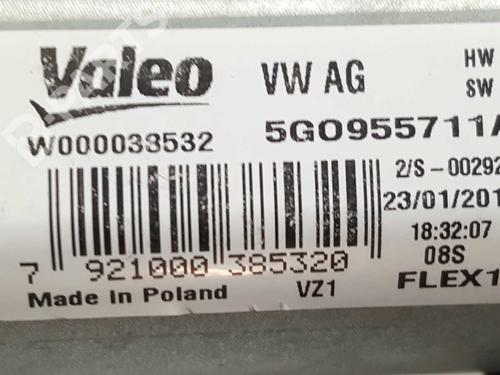 Valeo
VW AG
HW
SW
W000038532
5G0955711A
2/S-00292
23/01/201
18:32:07
08S
7 921000 385320
Made In Poland
VZ1
FLEX1